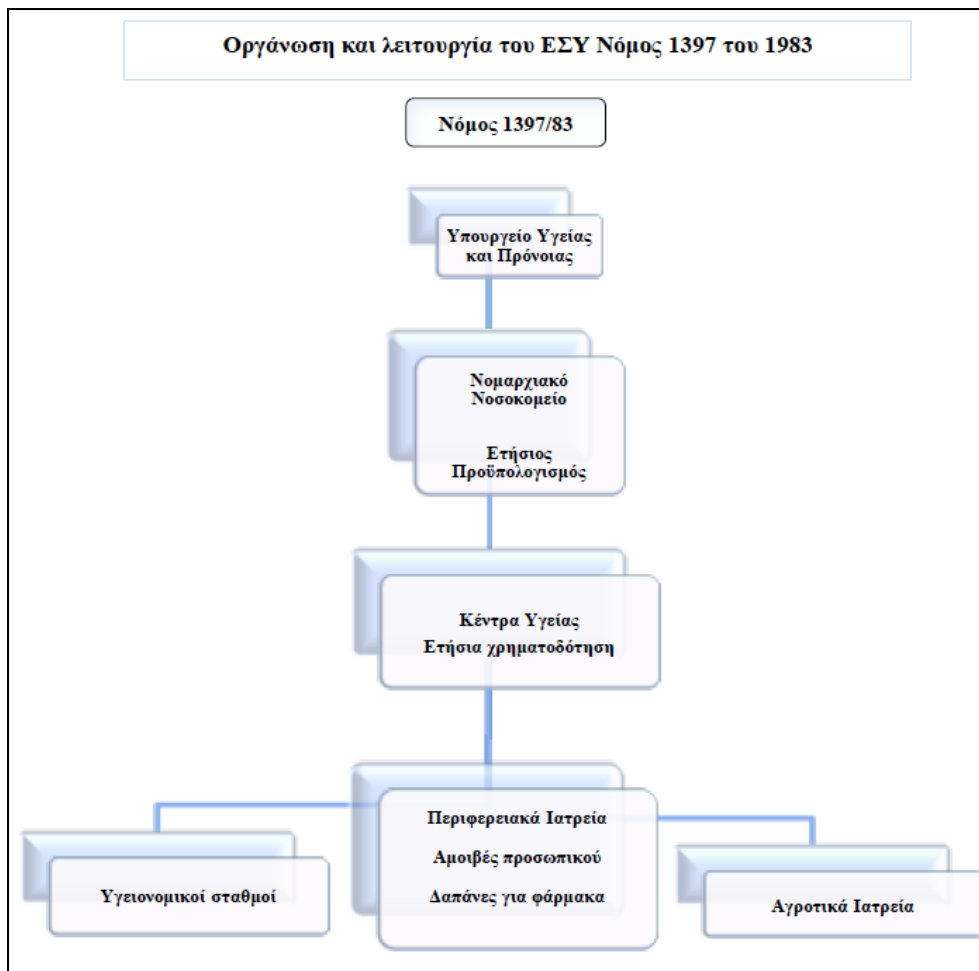 Οργάνωση και λειτουργία του ΕΣΥ Νόμος 1397 του 1983
Νόμος 1397/83
Υπουργείο Υγείας
και Πρόνοιας
Νομαρχιακό
Νοσοκομείο
Ετήσιος
Προϋπολογισμός
Κέντρα Υγείας
Ετήσια χρηματοδότηση
Περιφερειακά Ιατρεία
Αμοιβές προσωπικού
Δαπάνες για φάρμακα
Υγειονομικοί σταθμοί
Αγροτικά Ιατρεία